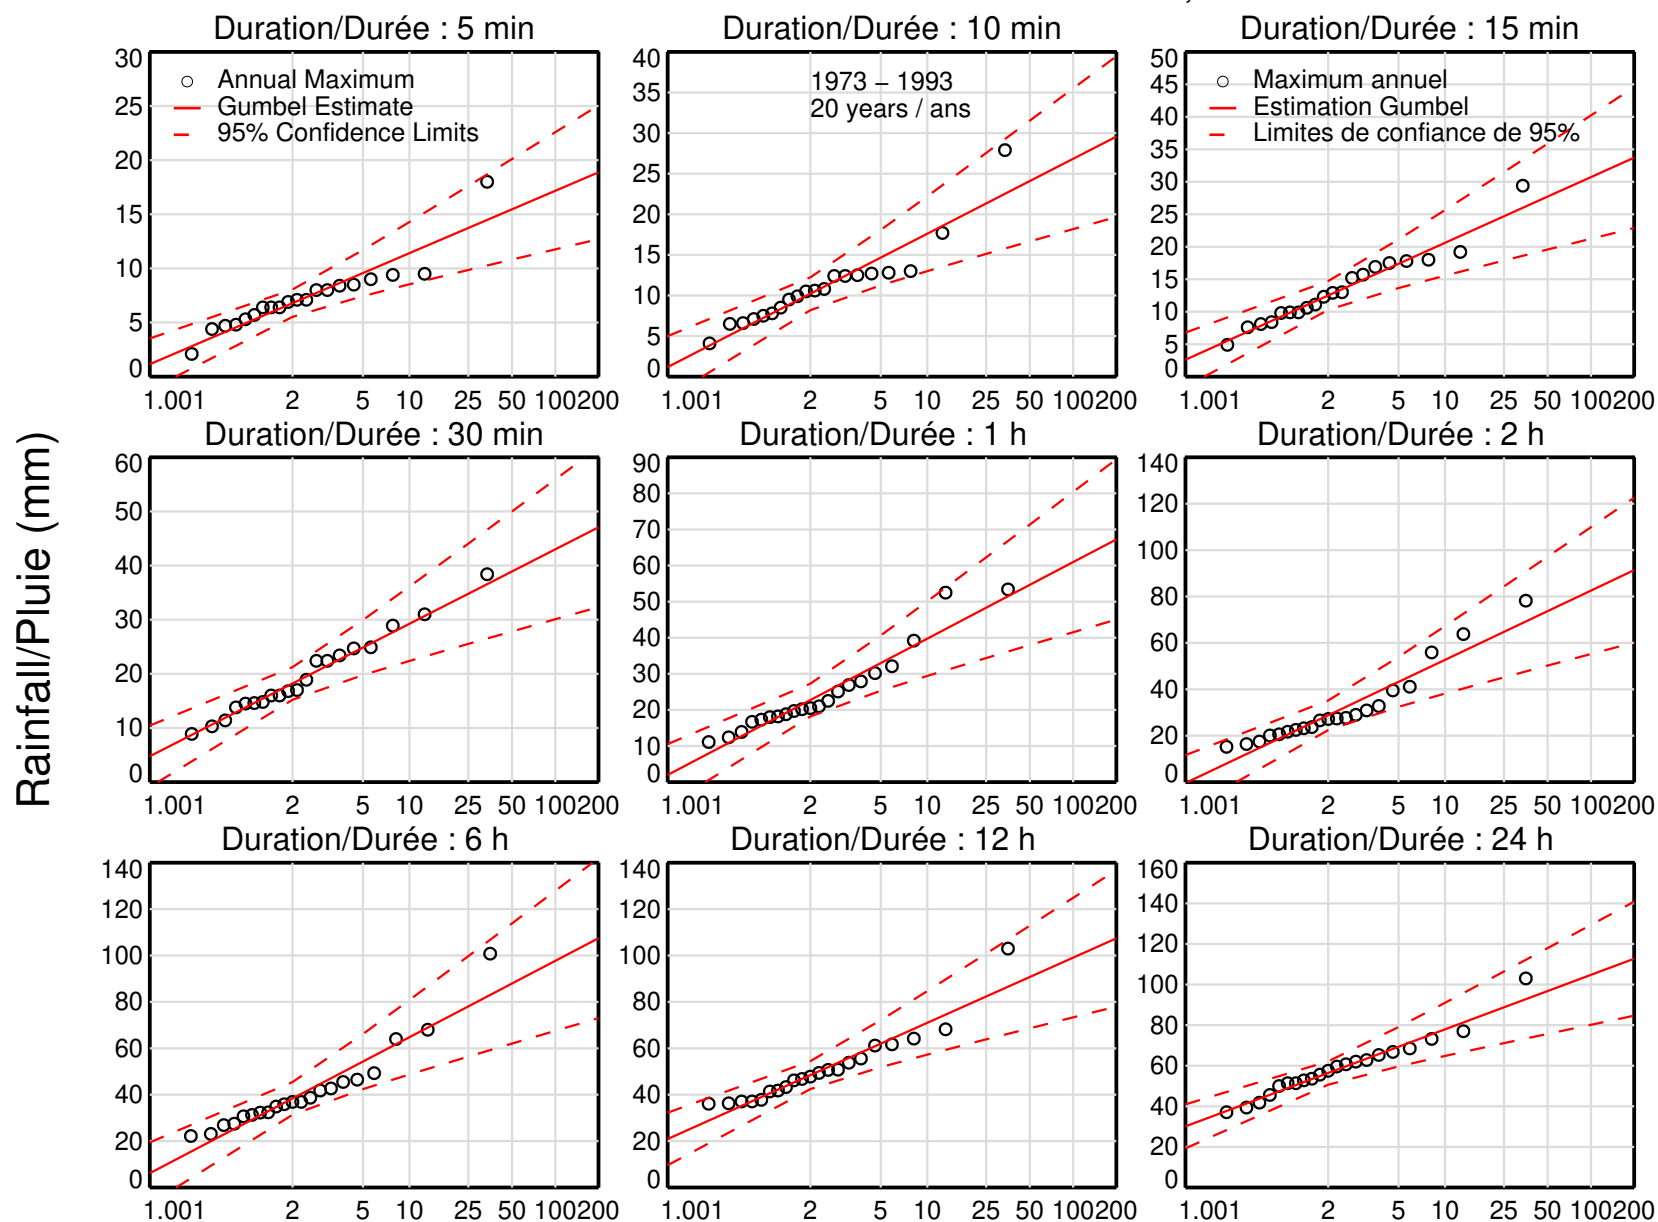 Duration/Durée : 5 min
30
25
20
15
10
5
0
Annual Maximum
Gumbel Estimate
95% Confidence Limits
1.001 2 5 10 25 50 100200
Duration/Durée : 10 min
40
35
30
25
20
15
10
5
0
1973 – 1993
20 years / ans
1.001 2 5 10 25 50 100200
Duration/Durée : 15 min
50
45
40
35
30
25
20
15
10
5
0
Maximum annuel
Estimation Gumbel
Limites de confiance de 95%
1.001 2 5 10 25 50 100200
Rainfall/Pluie (mm)
Duration/Durée : 30 min
60
50
40
30
20
10
0
1.001 2 5 10 25 50 100200
Duration/Durée : 1 h
90
80
70
60
50
40
30
20
10
0
1.001 2 5 10 25 50 100200
Duration/Durée : 2 h
140
120
100
80
60
40
20
0
1.001 2 5 10 25 50 100200
Duration/Durée : 6 h
140
120
100
80
60
40
20
0
1.001 2 5 10 25 50 100200
Duration/Durée : 12 h
140
120
100
80
60
40
20
0
1.001 2 5 10 25 50 100200
Duration/Durée : 24 h
160
140
120
100
80
60
40
20
0
1.001 2 5 10 25 50 100200